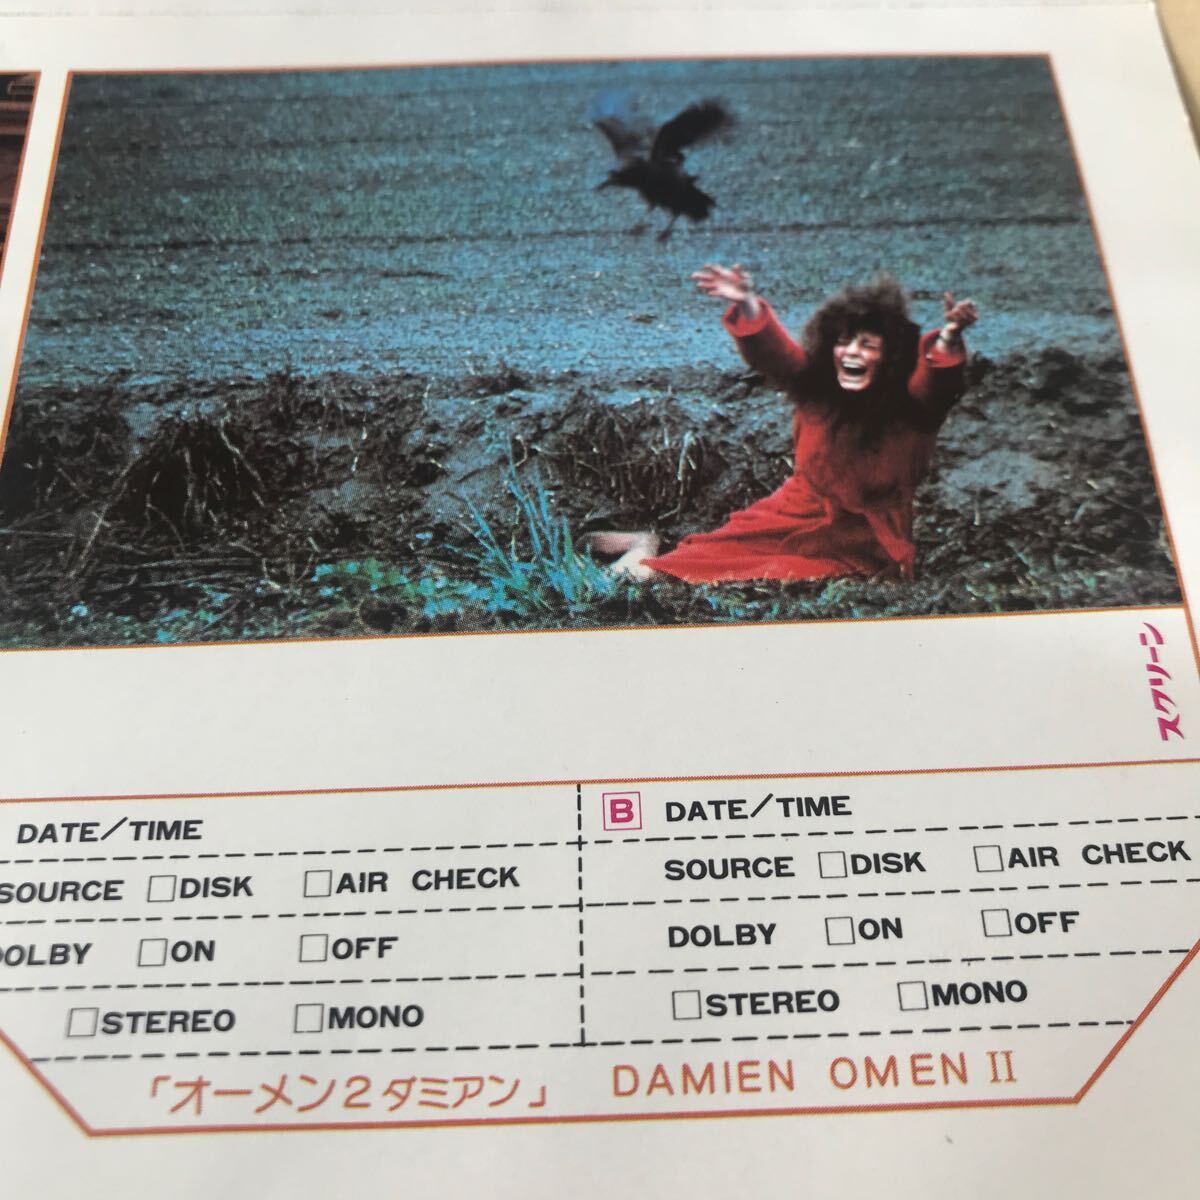 スクリーン
DATE/TIME
SOURCE □DISK □AIR CHECK
DOLBY □ON □OFF
□STEREO □MONO
B DATE/TIME
SOURCE □DISK □AIR CHECK
DOLBY □ON □OFF
□STEREO □MONO
「オーメン2ダミアン」 DAMIEN OMEN II